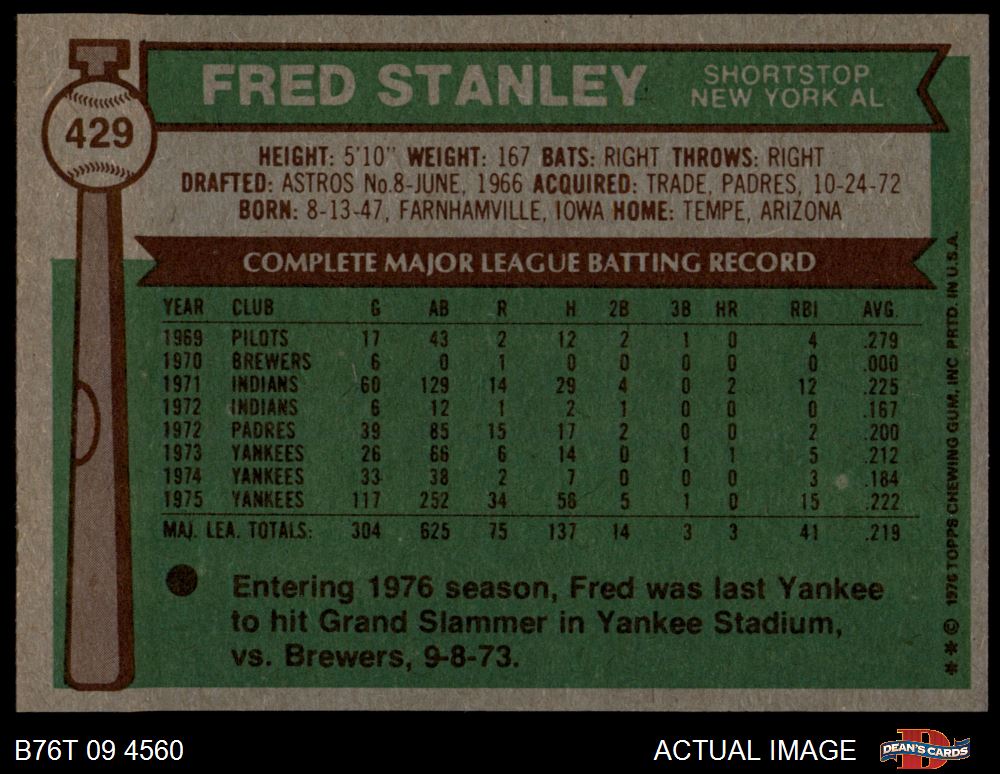 T
429
FRED STANLEY
SHORTSTOP
NEW YORK AL
HEIGHT: 5'10" WEIGHT: 167 BATS: RIGHT THROWS: RIGHT
DRAFTED: ASTROS No.8-JUNE, 1966 ACQUIRED: TRADE, PADRES, 10-24-72
BORN: 8-13-47, FARNHAMVILLE, IOWA HOME: TEMPE, ARIZONA
COMPLETE MAJOR LEAGUE BATTING RECORD
YEAR CLUB G AB R H 2B 3B HR RBI AVG.
1969 PILOTS 17 43 2 12 2 1 0 4 .279
1970 BREWERS 6 0 1 0 0 0 0 0 .000
1971 INDIANS 60 129 14 29 4 0 2 12 .225
1972 INDIANS 6 12 1 2 1 0 0 0 .167
1972 PADRES 39 85 15 17 2 0 0 2 .200
1973 YANKEES 26 66 6 14 0 1 1 5 .212
1974 YANKEES 33 38 2 7 0 0 0 3 .184
1975 YANKEES 117 252 34 56 5 1 0 15 .222
MAJ. LEA. TOTALS: 304 625 75 137 14 3 3 41 .219
Entering 1976 season, Fred was last Yankee
to hit Grand Slammer in Yankee Stadium,
vs. Brewers, 9-8-73.
** © 1976 TOPPS CHEWING GUM, INC. PRTD. IN U.S.A.
B76T 09 4560
ACTUAL IMAGE
DEAN'S CARDS